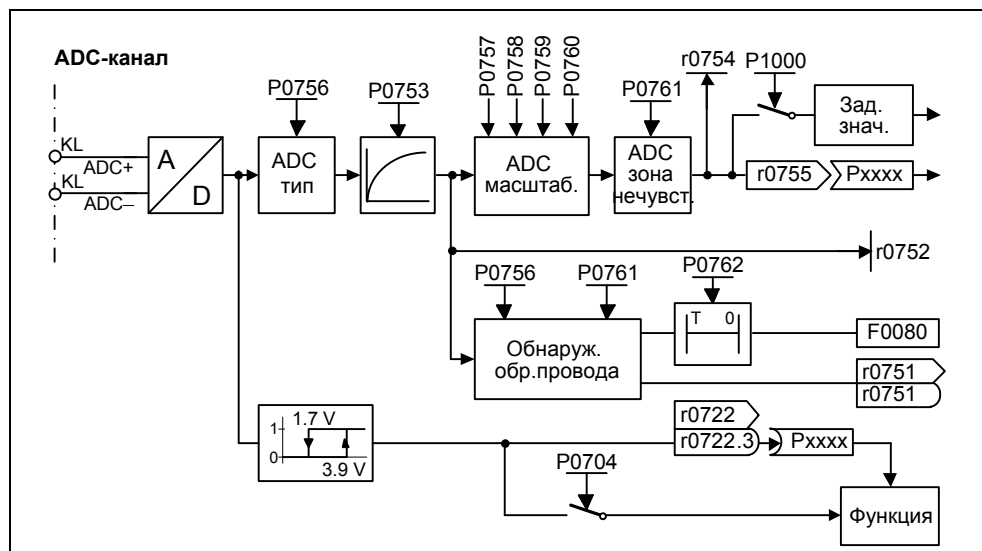 ADC-канал
KL
ADC+
KL
ADC−
A
D
P0756
ADC
тип
P0753
P0757
P0758
P0759
P0760
ADC
масштаб.
P0761
ADC
зона
нечувст.
r0754
P1000
Зад.
знач.
r0755
Pxxxx
r0752
P0756
P0761
P0762
Обнаруж.
обр.провода
T 0
F0080
r0751
r0751
1.7 V
1
0
3.9 V
r0722
r0722.3
Pxxxx
P0704
Функция